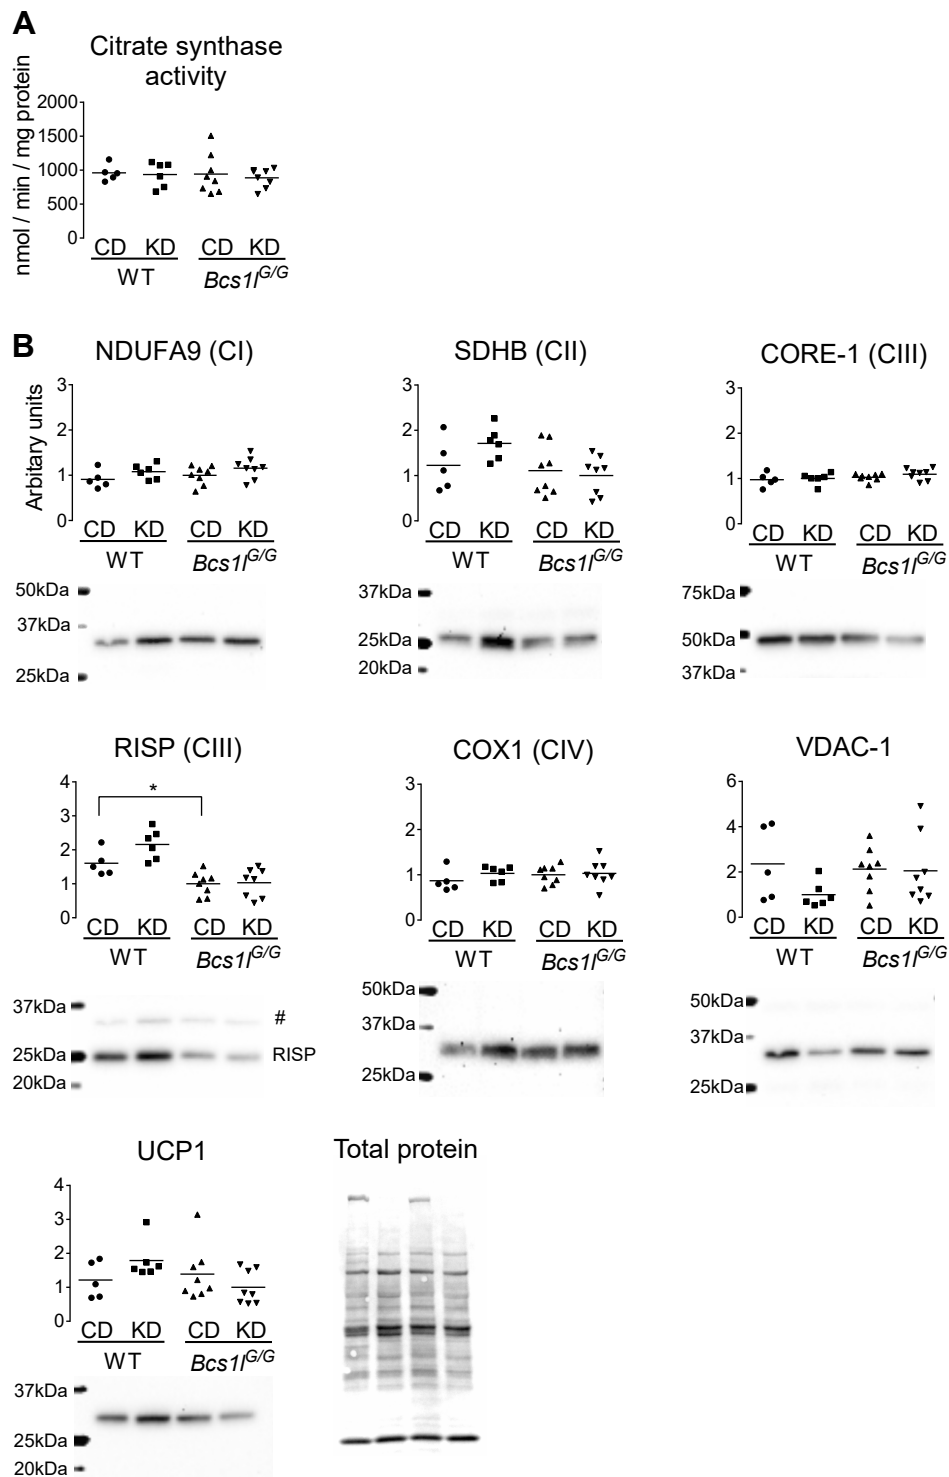 A
Citrate synthase
activity
nmol / min / mg protein
2000
1500
1000
500
0
CD KD CD KD
WT Bcs1l^G/G
B
NDUFA9 (CI)
Arbitary units
3
2
1
0
CD KD CD KD
WT Bcs1l^G/G
50kDa
37kDa
25kDa
SDHB (CII)
3
2
1
0
CD KD CD KD
WT Bcs1l^G/G
37kDa
25kDa
20kDa
CORE-1 (CIII)
3
2
1
0
CD KD CD KD
WT Bcs1l^G/G
75kDa
50kDa
37kDa
RISP (CIII)
4
3
2
1
0
*
CD KD CD KD
WT Bcs1l^G/G
37kDa
#
25kDa
RISP
20kDa
COX1 (CIV)
3
2
1
0
CD KD CD KD
WT Bcs1l^G/G
50kDa
37kDa
25kDa
VDAC-1
6
4
2
0
CD KD CD KD
WT Bcs1l^G/G
50kDa
37kDa
25kDa
UCP1
4
3
2
1
0
CD KD CD KD
WT Bcs1l^G/G
37kDa
25kDa
20kDa
Total protein